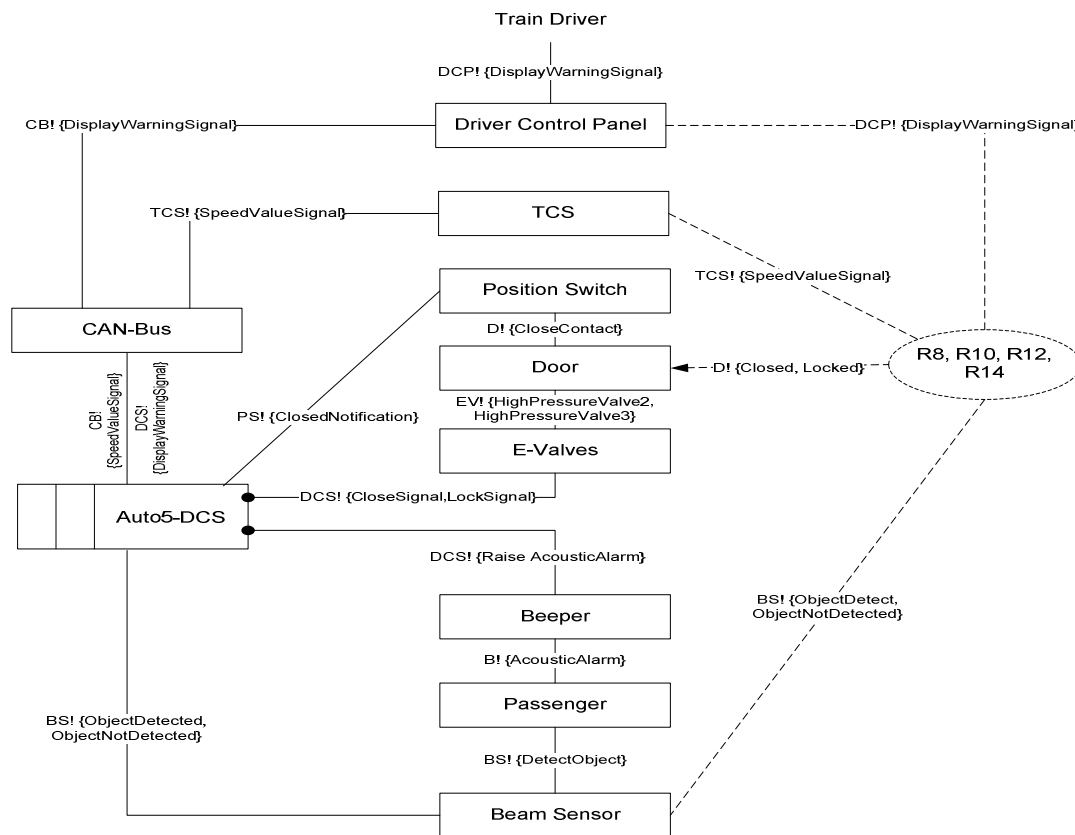 Train Driver
DCP! {DisplayWarningSignal}
CB! {DisplayWarningSignal}
Driver Control Panel
DCP! {DisplayWarningSignal}
TCS! {SpeedValueSignal}
TCS
TCS! {SpeedValueSignal}
Position Switch
CAN-Bus
D! {CloseContact}
Door
D! {Closed, Locked}
R8, R10, R12,
R14
CB!
{SpeedValueSignal}
DCS!
{DisplayWarningSignal}
PS! {ClosedNotification}
EV! {HighPressureValve2,
HighPressureValve3}
E-Valves
DCS! {CloseSignal,LockSignal}
Auto5-DCS
DCS! {Raise AcousticAlarm}
Beeper
BS! {ObjectDetect,
ObjectNotDetected}
B! {AcousticAlarm}
Passenger
BS! {ObjectDetected,
ObjectNotDetected}
BS! {DetectObject}
Beam Sensor